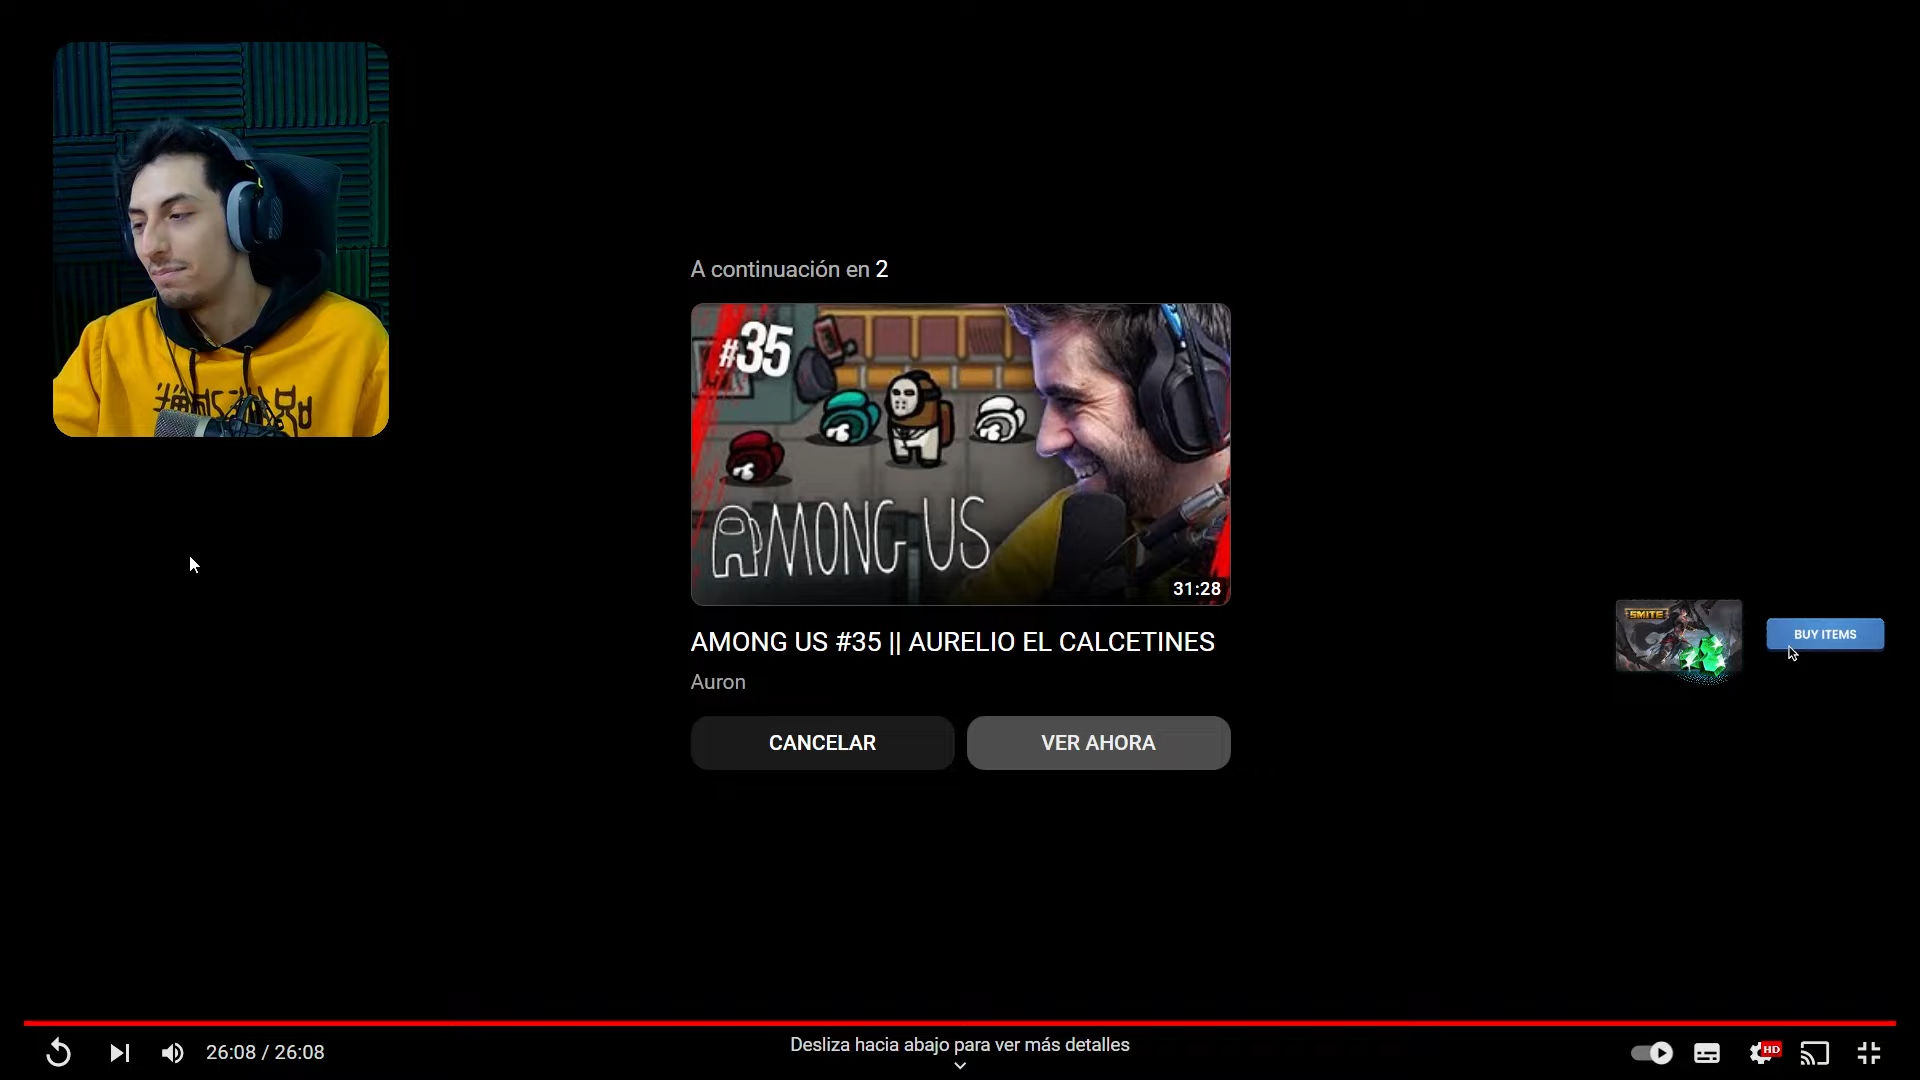 A continuación en 2
#35
AMONG US
31:28
AMONG US #35 || AURELIO EL CALCETINES
Auron
CANCELAR
VER AHORA
SMITE
BUY ITEMS
26:08 / 26:08
Desliza hacia abajo para ver más detalles
HD